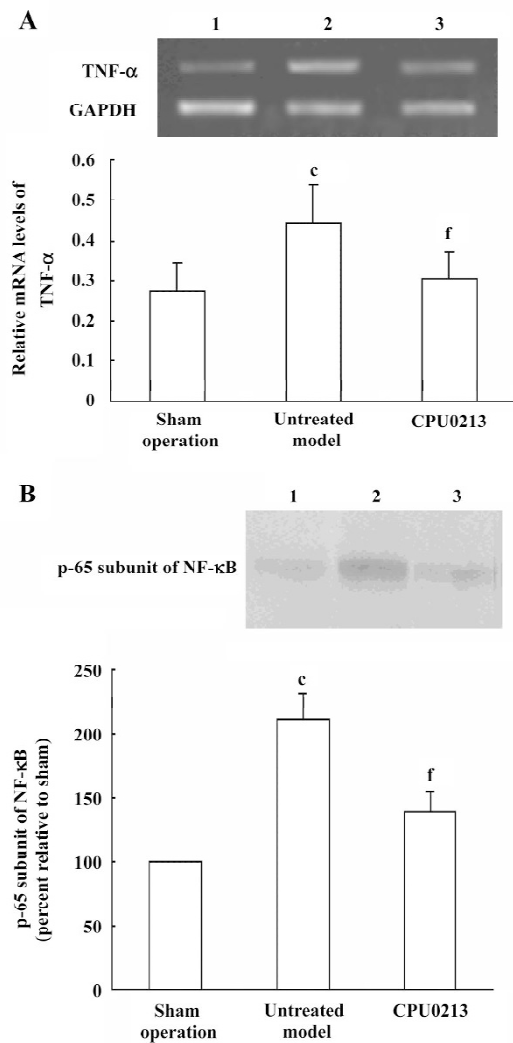 A
1 2 3
TNF-α
GAPDH
Relative mRNA levels of
TNF-α
0.6
0.5
0.4
0.3
0.2
0.1
0
c
f
Sham
operation
Untreated
model
CPU0213
B
1 2 3
p-65 subunit of NF-κB
p-65 subunit of NF-κB
(percent relative to sham)
250
200
150
100
50
0
c
f
Sham
operation
Untreated
model
CPU0213